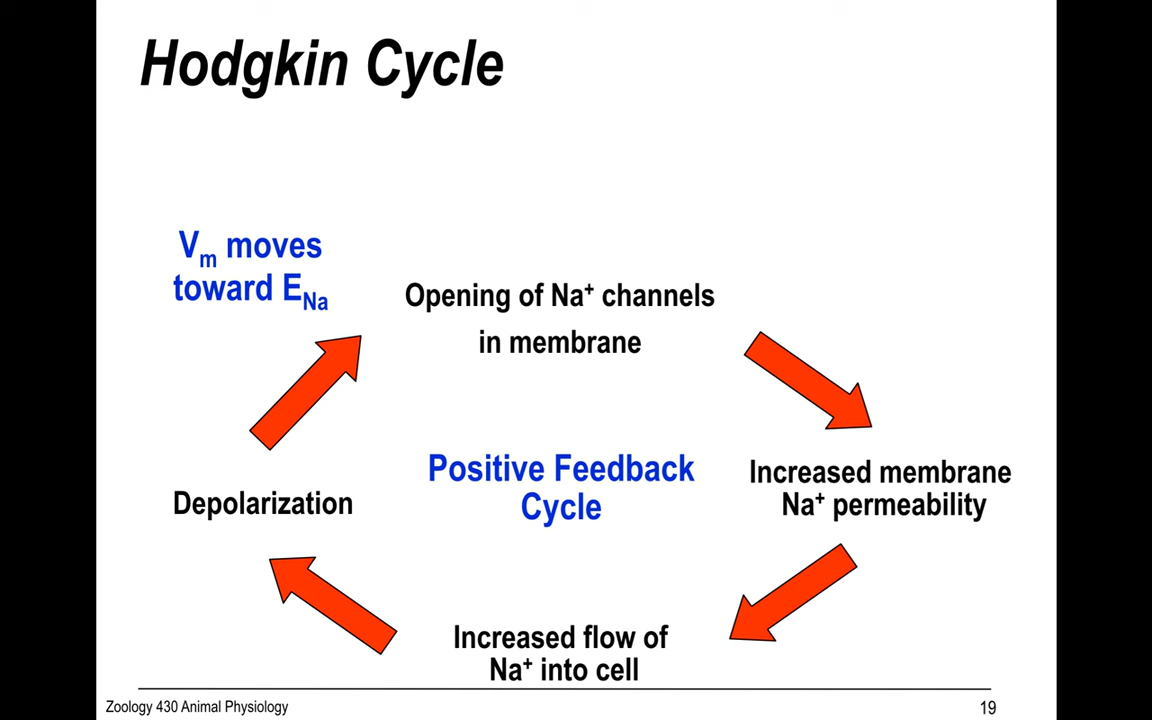 Hodgkin Cycle
Vm moves
toward ENa
Opening of Na+ channels
in membrane
Positive Feedback
Cycle
Increased membrane
Na+ permeability
Depolarization
Increased flow of
Na+ into cell
Zoology 430 Animal Physiology
19